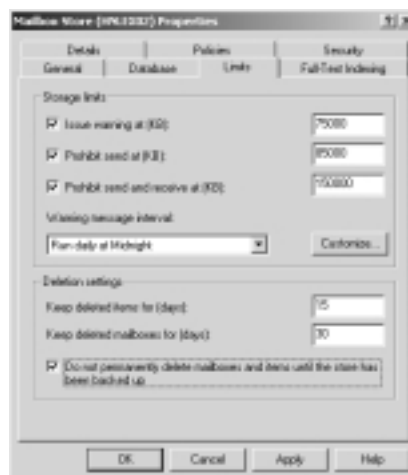 Mailbox Store Properties
Details Policies Security
General Database Limits Full-Text Indexing
Storage limits
Issue warning at (KB): 75000
Prohibit send at (KB): 85000
Prohibit send and receive at (KB): 150000
Warning message interval:
Run daily at Midnight Customize...
Deletion settings
Keep deleted items for (days): 15
Keep deleted mailboxes for (days): 30
Do not permanently delete mailboxes and items until the store has
been backed up
OK Cancel Apply Help